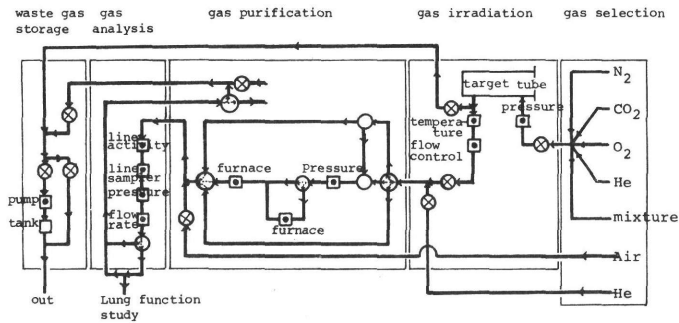 waste gas
storage
gas
analysis
gas purification
gas irradiation
gas selection
target tube
pressure
tempera
ture
flow
control
N2
CO2
O2
He
mixture
Air
He
line
activity
line
sampler
pressure
flow
rate
furnace
Pressure
furnace
pump
tank
out
Lung function
study